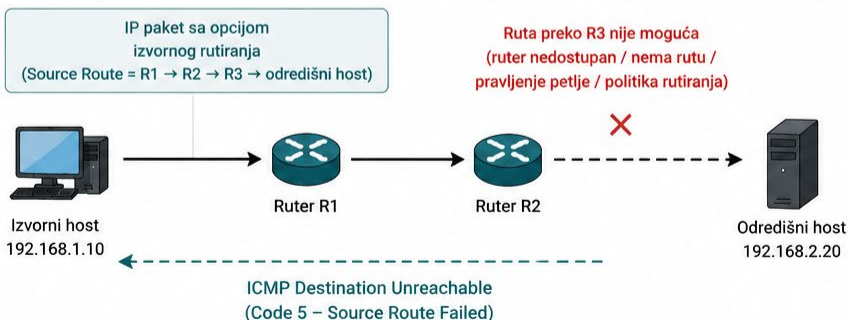 IP paket sa opcijom
izvornog rutiranja
(Source Route = R1 → R2 → R3 → odredišni host)
Ruta preko R3 nije moguća
(ruter nedostupan / nema rutu /
pravljenje petlje / politika rutiranja)
Izvorni host
192.168.1.10
Ruter R1
Ruter R2
Odredišni host
192.168.2.20
ICMP Destination Unreachable
(Code 5 – Source Route Failed)